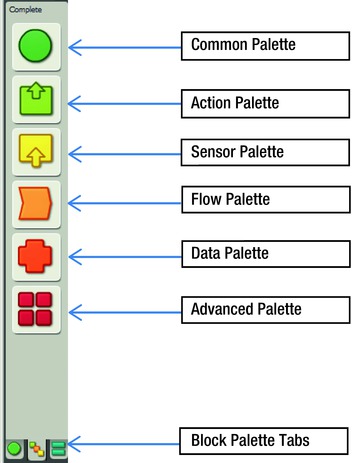 Complete
Common Palette
Action Palette
Sensor Palette
Flow Palette
Data Palette
Advanced Palette
Block Palette Tabs